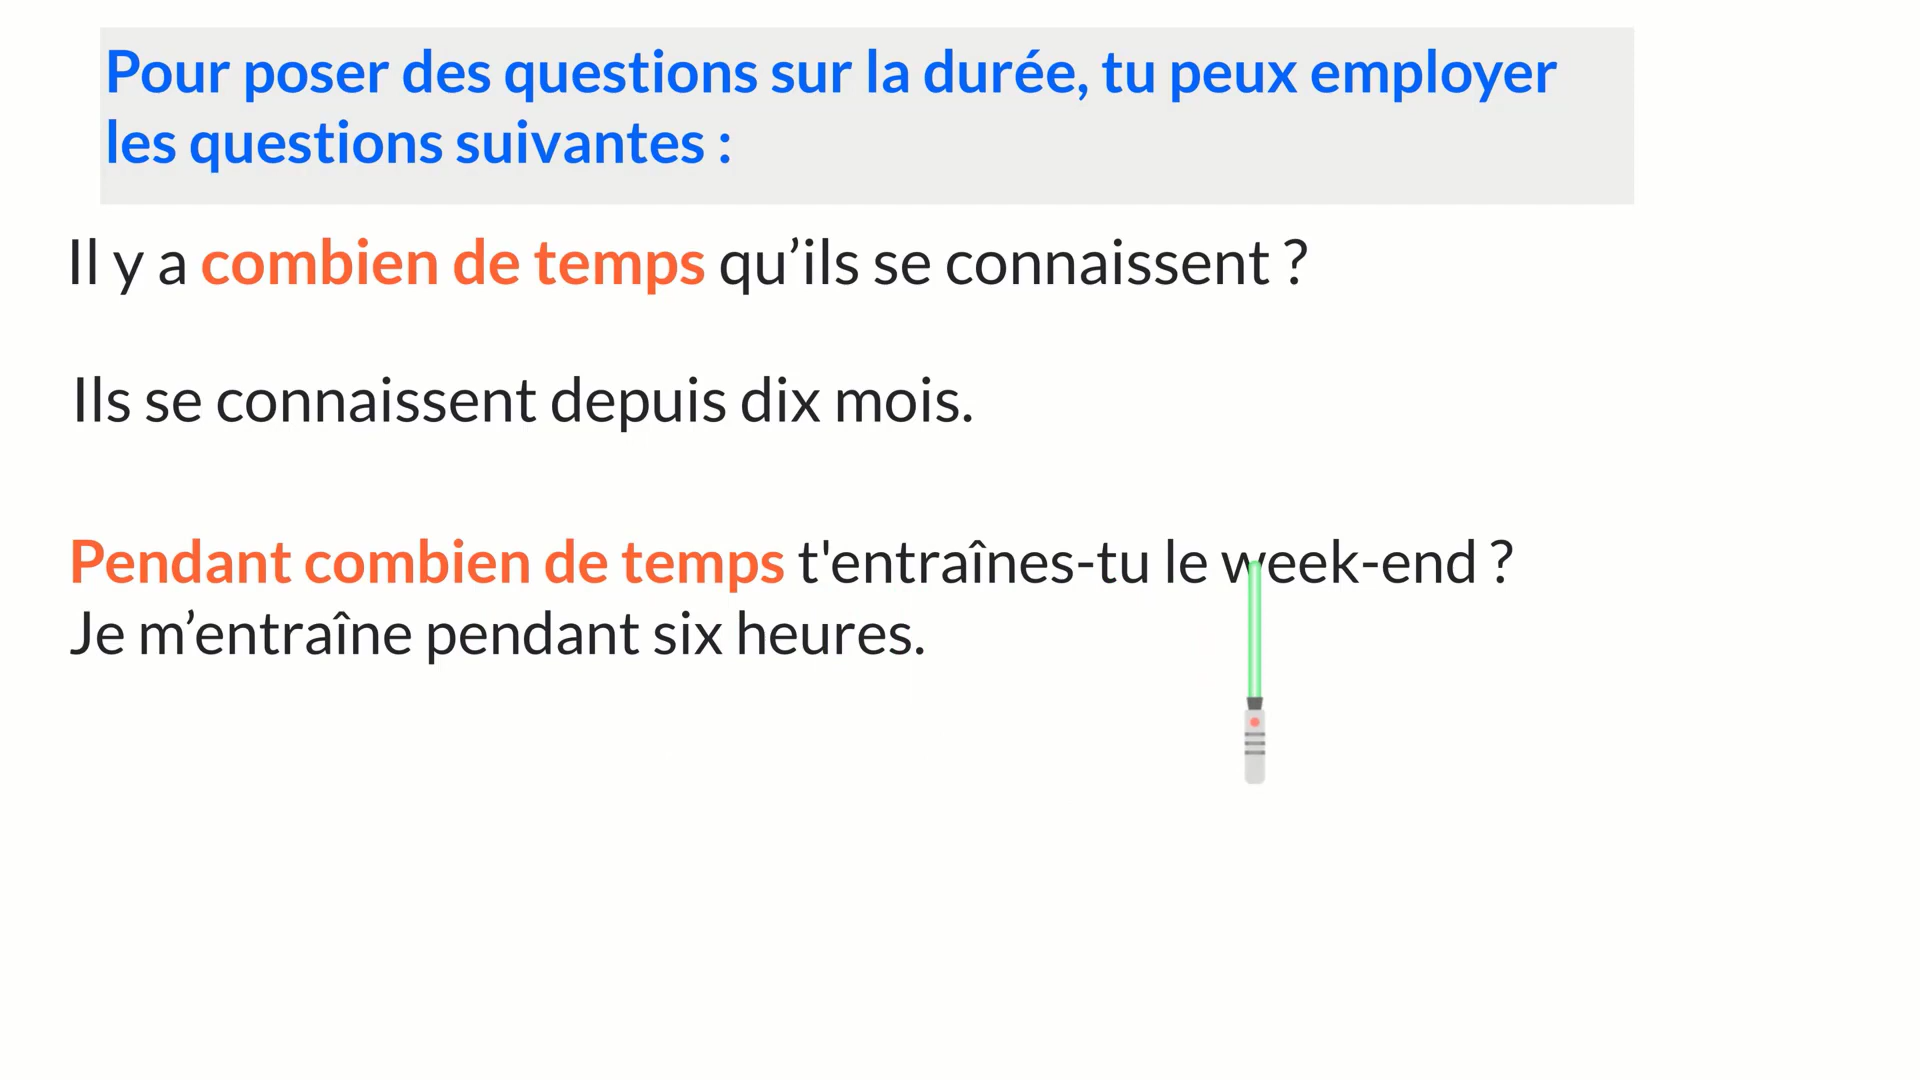 Pour poser des questions sur la durée, tu peux employer
les questions suivantes :
Il y a combien de temps qu’ils se connaissent ?
Ils se connaissent depuis dix mois.
Pendant combien de temps t'entraînes-tu le week-end ?
Je m’entraîne pendant six heures.